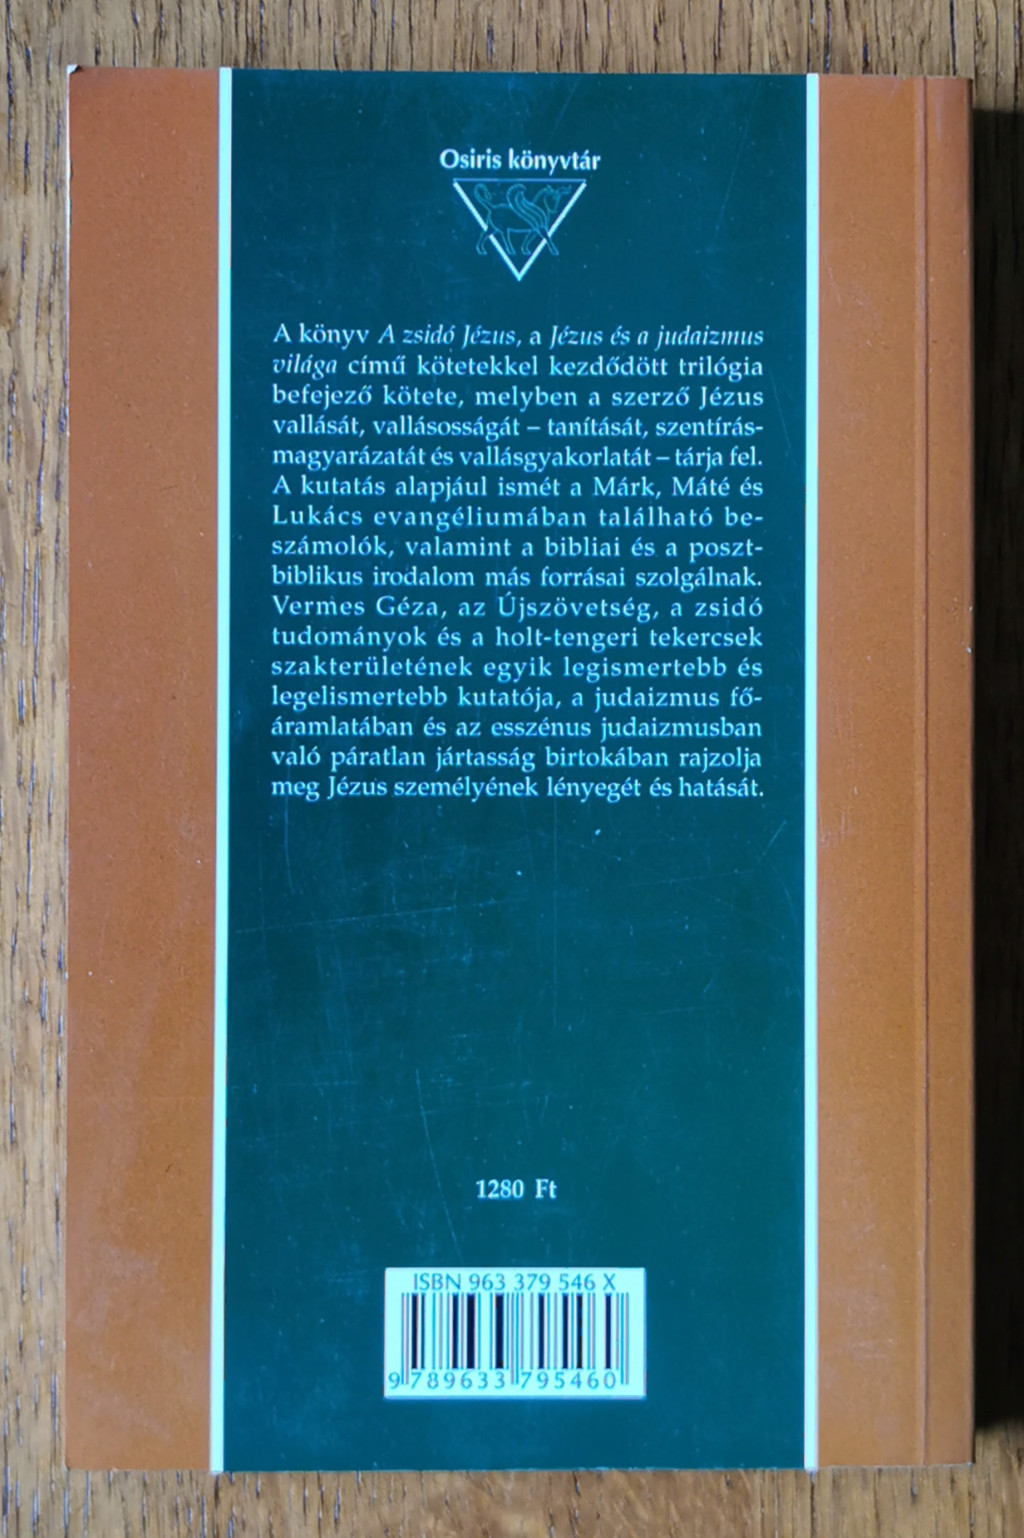 Osiris könyvtár
A könyv A zsidó Jézus, a Jézus és a judaizmus
világa című kötetekkel kezdődött trilógia
befejező kötete, melyben a szerző Jézus
vallását, vallásosságát – tanítását, szentírás-
magyarázatát és vallásgyakorlatát – tárja fel.
A kutatás alapjául ismét a Márk, Máté és
Lukács evangéliumában található be-
számolók, valamint a bibliai és a poszt-
biblikus irodalom más forrásai szolgálnak.
Vermes Géza, az Újszövetség, a zsidó
tudományok és a holt-tengeri tekercsek
szakterületének egyik legismertebb és
legelismertebb kutatója, a judaizmus fő-
áramlatában és az esszénus judaizmusban
való páratlan jártasság birtokában rajzolja
meg Jézus személyének lényegét és hatását.
1280 Ft
ISBN 963 379 546 X
9 789633 795460